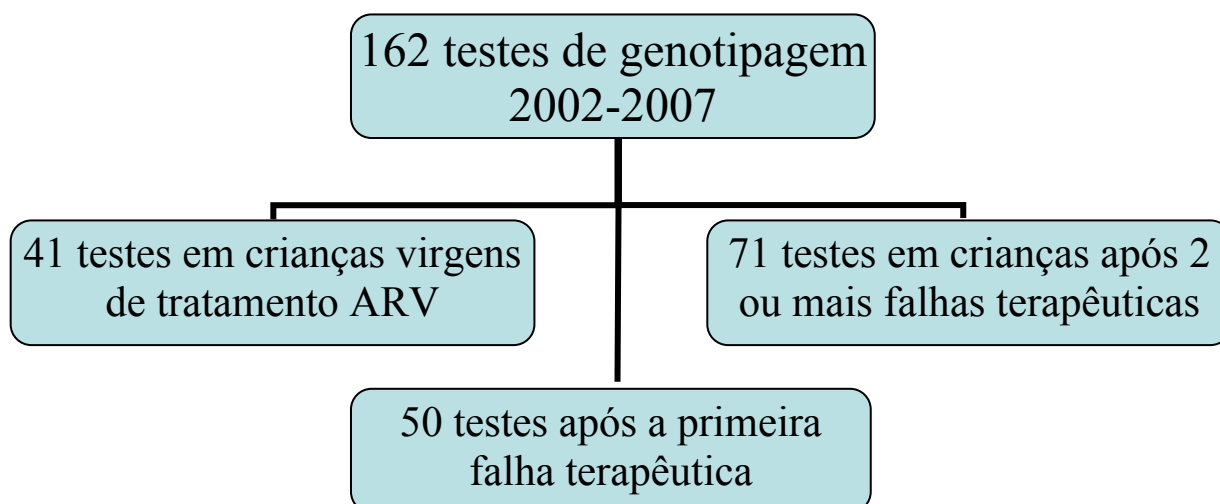 162 testes de genotipagem
2002-2007
41 testes em crianças virgens
de tratamento ARV
71 testes em crianças após 2
ou mais falhas terapêuticas
50 testes após a primeira
falha terapêutica